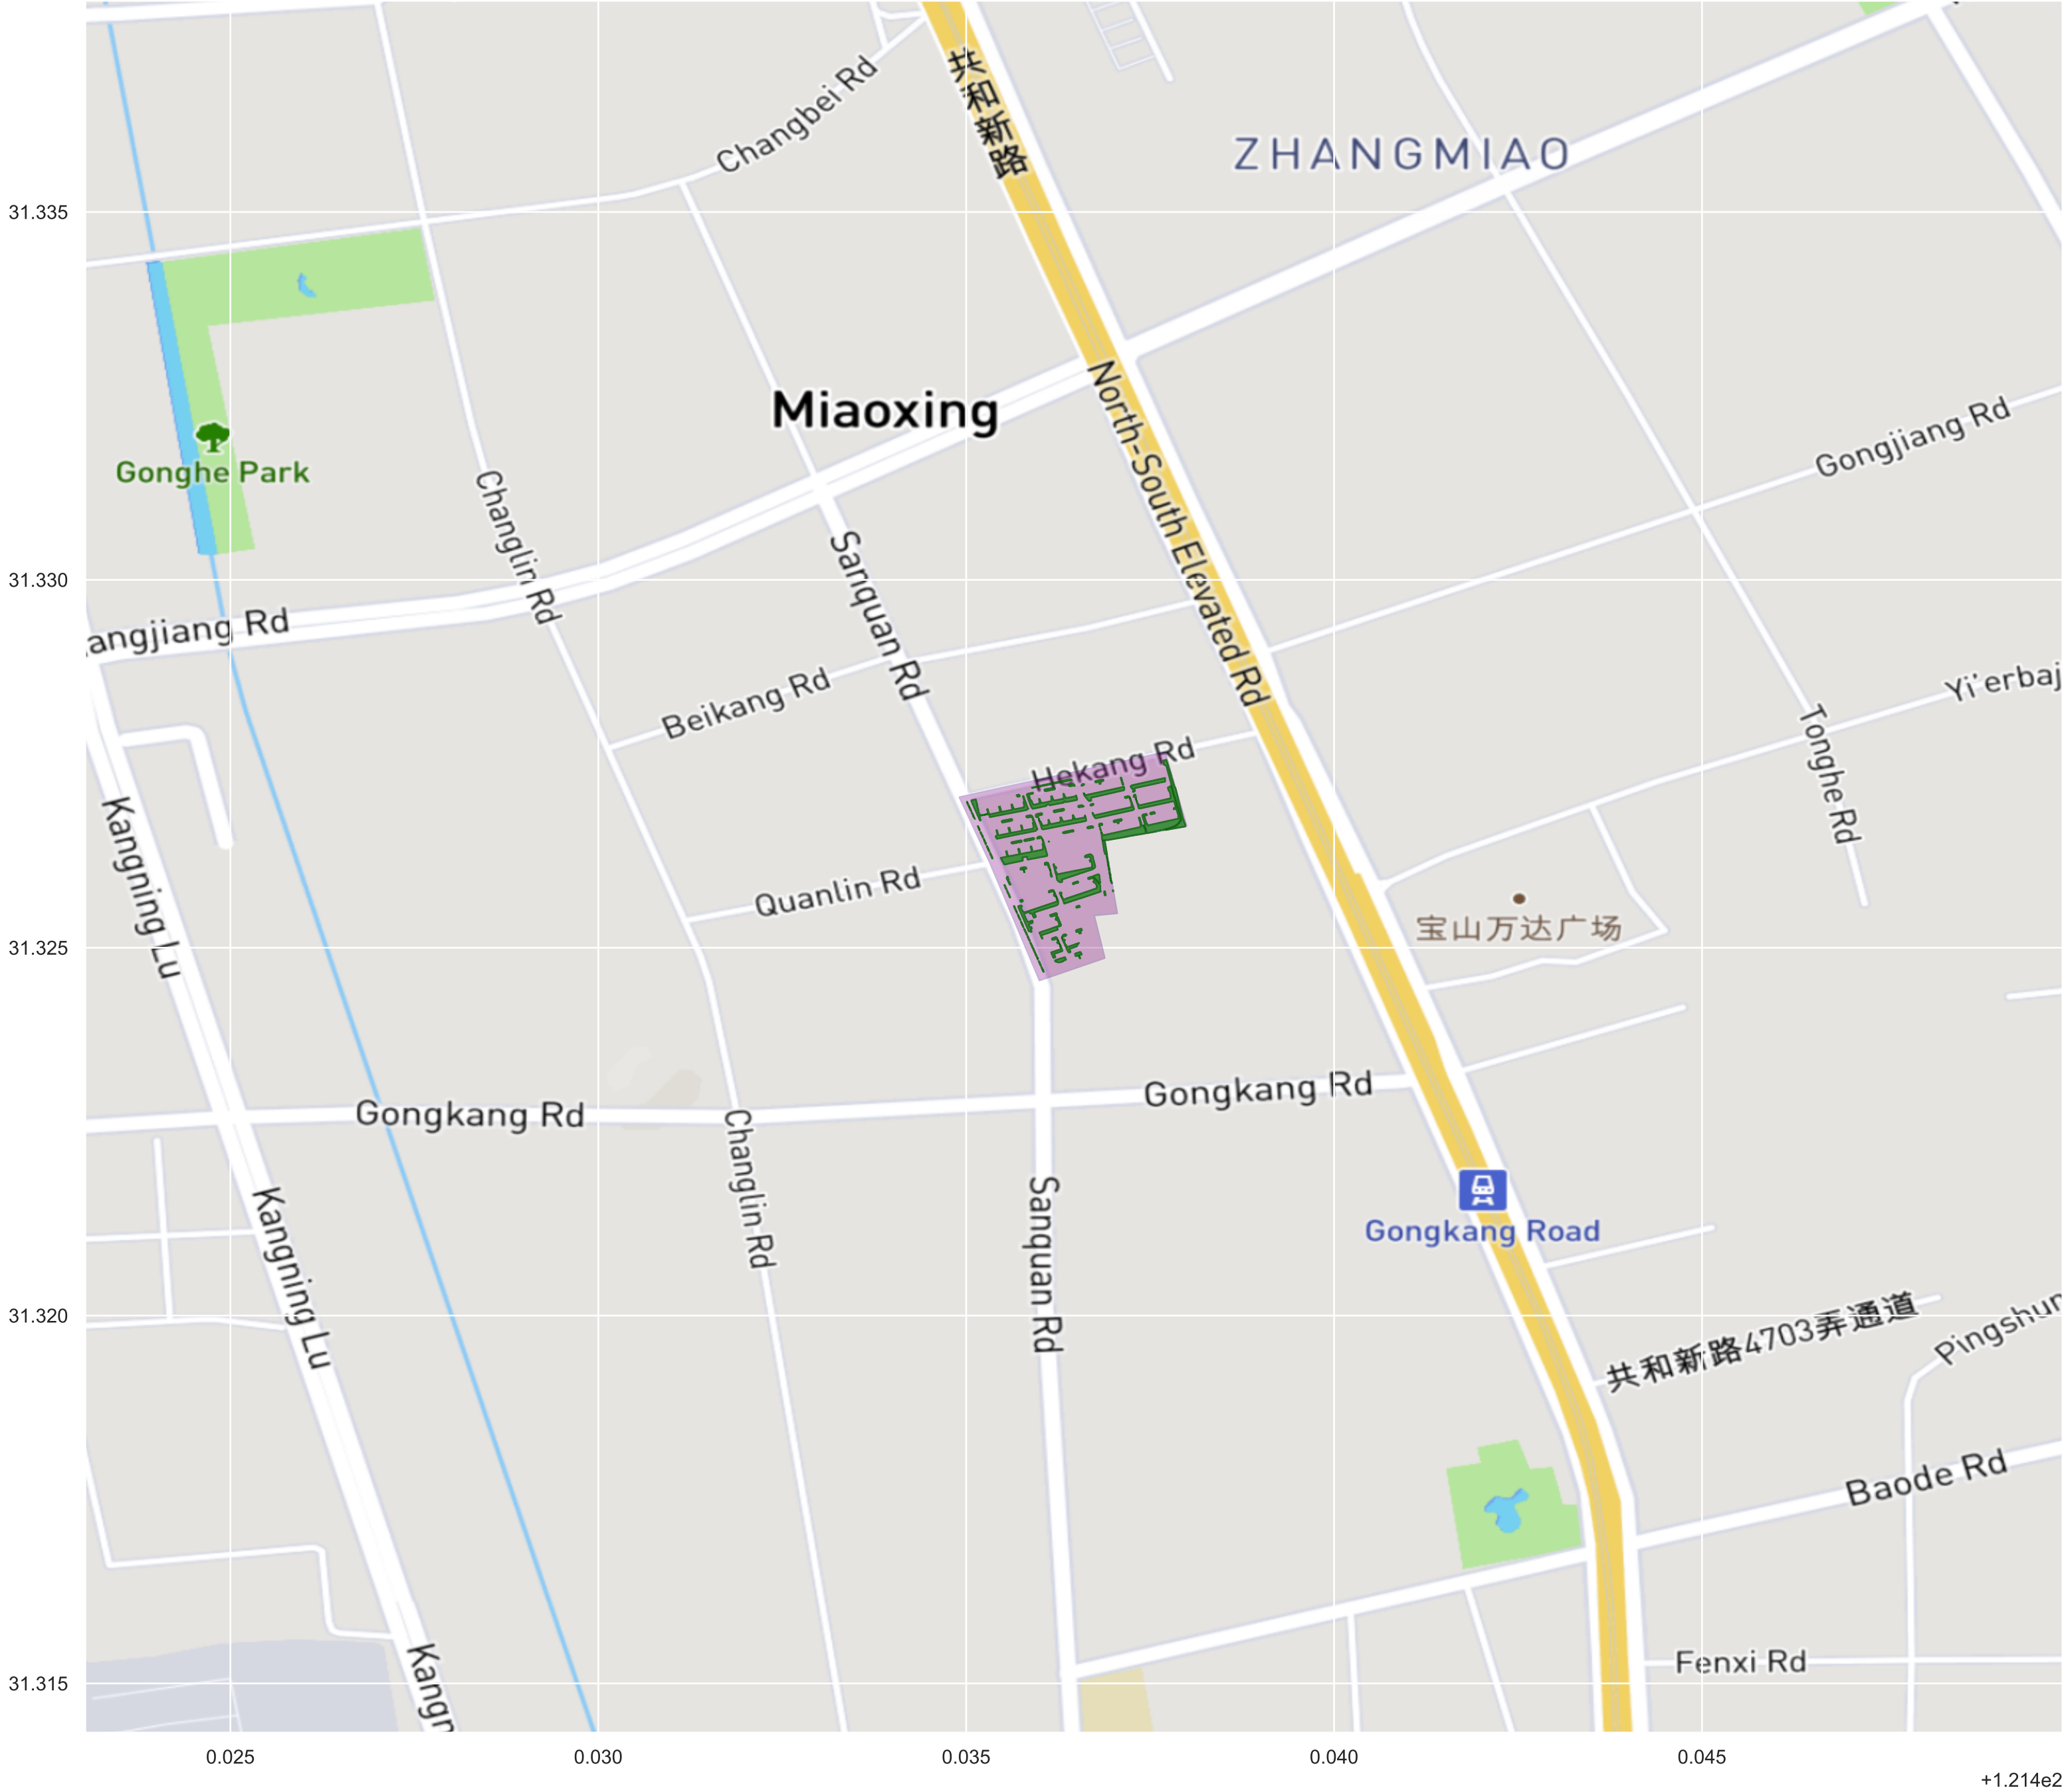 共和新路
Changbei Rd
ZHANGMIAO
31.335
Miaoxing
North-South Elevated Rd
Gongjiang Rd
Gonghe Park
Changlin Rd
Sanquan Rd
31.330
angjiang Rd
Beikang Rd
Yi'erbaj
Hekang Rd
Tonghe Rd
Kangning Lu
Quanlin Rd
宝山万达广场
31.325
Gongkang Rd
Gongkang Rd
Changlin Rd
Sanquan Rd
Kangning Lu
Gongkang Road
31.320
共和新路4703弄通道
Pingshun
Baode Rd
Kangn
Fenxi Rd
31.315
0.025 0.030 0.035 0.040 0.045
+1.214e2